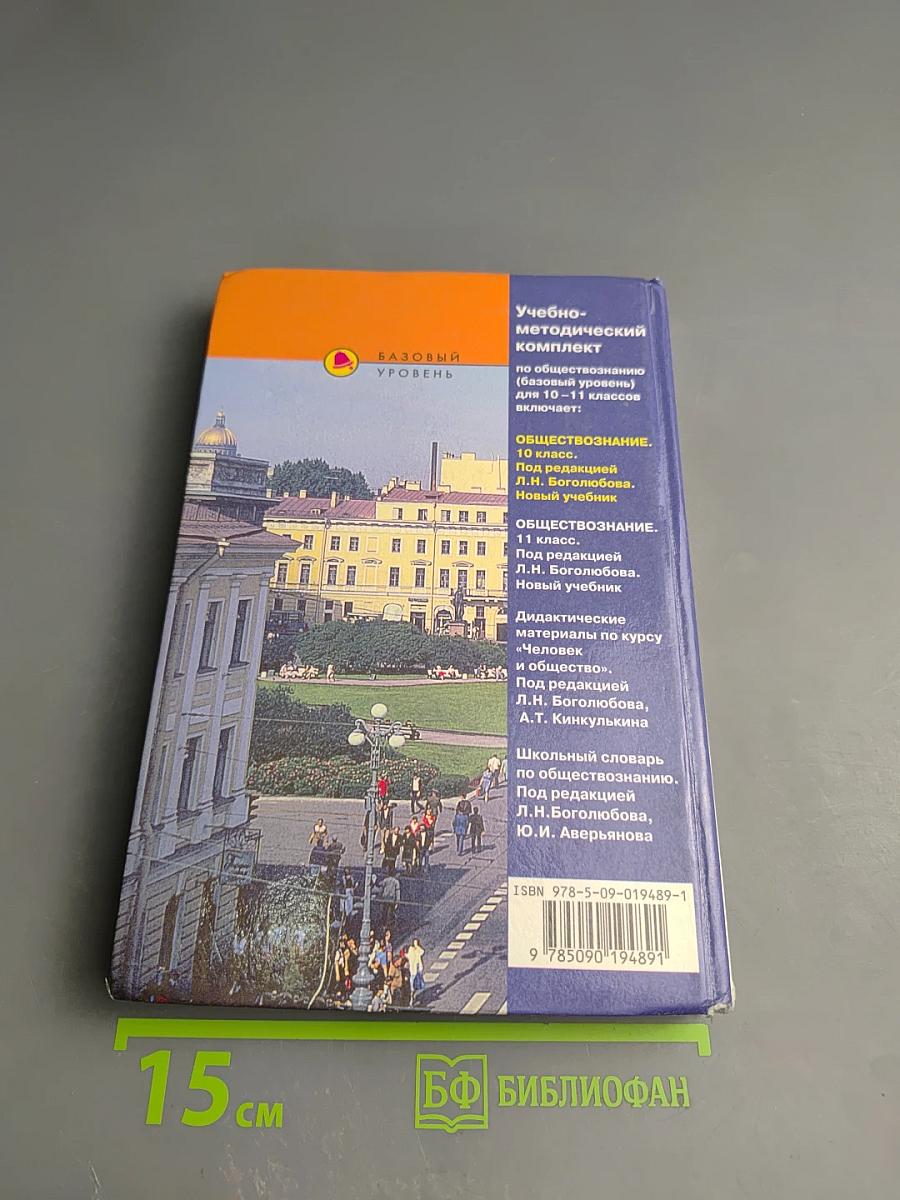 БАЗОВЫЙ
УРОВЕНЬ
Учебно-
методический
комплект
по обществознанию
(базовый уровень)
для 10–11 классов
включает:
ОБЩЕСТВОЗНАНИЕ.
10 класс.
Под редакцией
Л.Н. Боголюбова.
Новый учебник
ОБЩЕСТВОЗНАНИЕ.
11 класс.
Под редакцией
Л.Н. Боголюбова.
Новый учебник
Дидактические
материалы по курсу
«Человек
и общество».
Под редакцией
Л.Н. Боголюбова,
А.Т. Кинкулькина
Школьный словарь
по обществознанию.
Под редакцией
Л.Н.Боголюбова,
Ю.И. Аверьянова
ISBN 978-5-09-019489-1
9 785090 194891
15 см
БФ БИБЛИОФАН